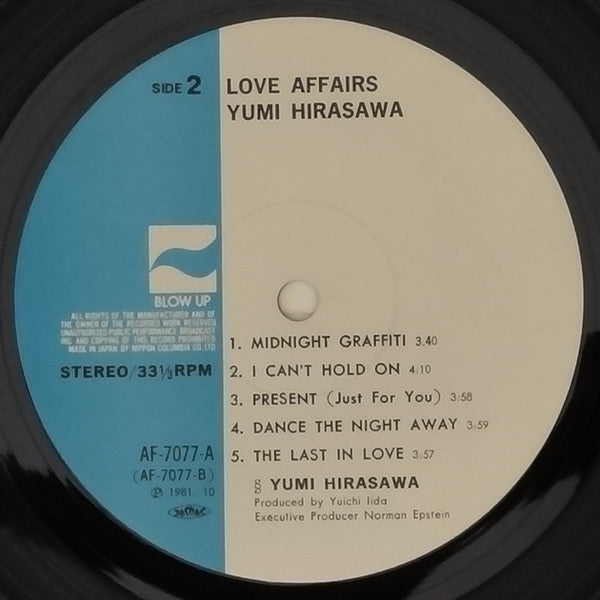 SIDE 2
LOVE AFFAIRS
YUMI HIRASAWA
BLOW UP
ALL RIGHTS OF THE MANUFACTURER AND OF
THE OWNER OF THE RECORDED WORK RESERVED
UNAUTHORIZED PUBLIC PERFORMANCE BROADCAST
ING AND COPYING OF THIS RECORD PROHIBITED
MADE IN JAPAN BY NIPPON COLUMBIA CO. LTD
STEREO/33⅓RPM
1. MIDNIGHT GRAFFITI 3:40
2. I CAN'T HOLD ON 4:10
3. PRESENT (Just For You) 3:58
4. DANCE THE NIGHT AWAY 3:59
5. THE LAST IN LOVE 3:57
AF-7077-A
(AF-7077-B)
℗ 1981. 10
§ YUMI HIRASAWA
Produced by Yuichi Iida
Executive Producer Norman Epstein